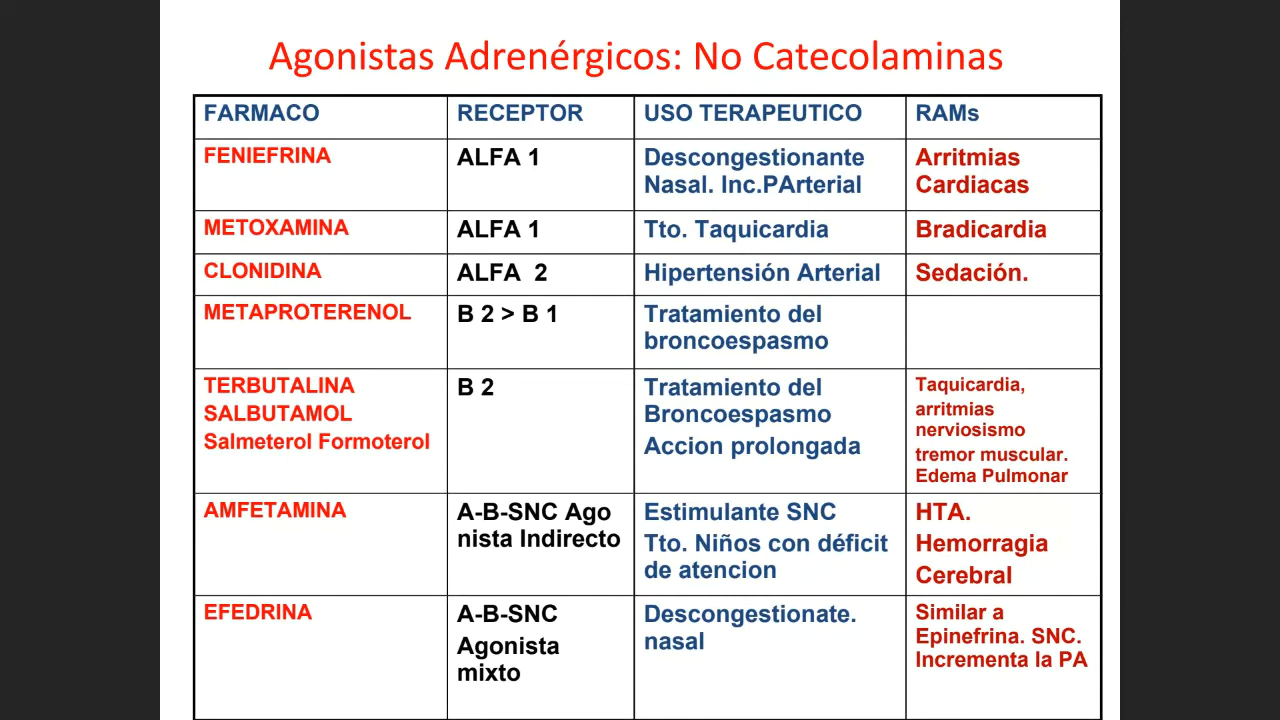 Agonistas Adrenérgicos: No Catecolaminas
FARMACO RECEPTOR USO TERAPEUTICO RAMs
FENIEFRINA ALFA 1 Descongestionante Arritmias
Nasal. Inc.PArterial Cardiacas
METOXAMINA ALFA 1 Tto. Taquicardia Bradicardia
CLONIDINA ALFA 2 Hipertensión Arterial Sedación.
METAPROTERENOL B 2 > B 1 Tratamiento del
broncoespasmo
TERBUTALINA B 2 Tratamiento del Taquicardia,
SALBUTAMOL Broncoespasmo arritmias
nerviosismo
Salmeterol Formoterol Accion prolongada tremor muscular.
Edema Pulmonar
AMFETAMINA A-B-SNC Ago Estimulante SNC HTA.
nista Indirecto Tto. Niños con déficit Hemorragia
de atencion Cerebral
EFEDRINA A-B-SNC Descongestionate. Similar a
Agonista nasal Epinefrina. SNC.
mixto Incrementa la PA